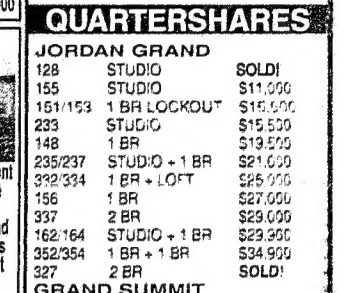 QUARTERSHARES
JORDAN GRAND
128 STUDIO SOLD!
155 STUDIO $11,000
151/153 1 BR LOCKOUT
233 STUDIO $15,500
148 1 BR $19,500
235/237 STUDIO + 1 BR $21,000
332/334 1 BR + LOFT $25,000
156 1 BR $27,000
337 2 BR $29,000
162/164 STUDIO + 1 BR $29,900
352/354 1 BR + 1 BR $34,900
327 2 BR SOLD!
GRAND SUMMIT